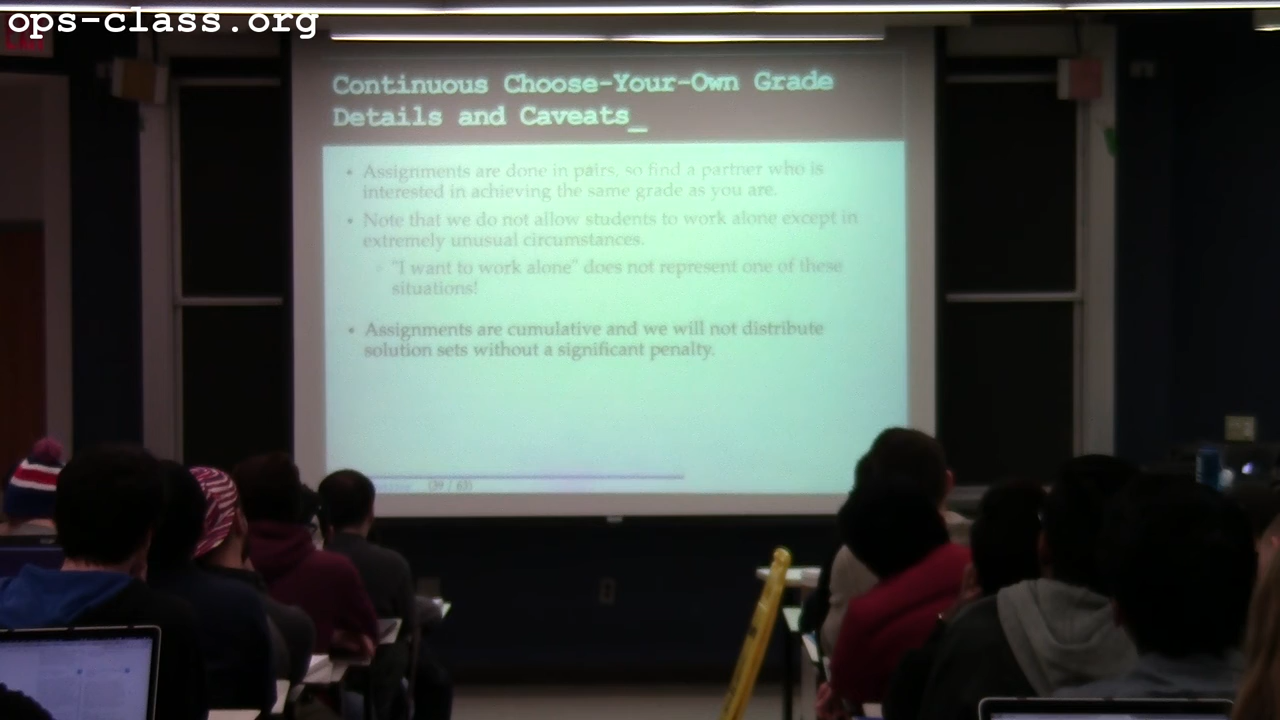 ops-class.org
Continuous Choose-Your-Own Grade
Details and Caveats_
• Assignments are done in pairs, so find a partner who is
interested in achieving the same grade as you are.
• Note that we do not allow students to work alone except in
extremely unusual circumstances.
◦ "I want to work alone" does not represent one of these
situations!
• Assignments are cumulative and we will not distribute
solution sets without a significant penalty.
(39 / 63)